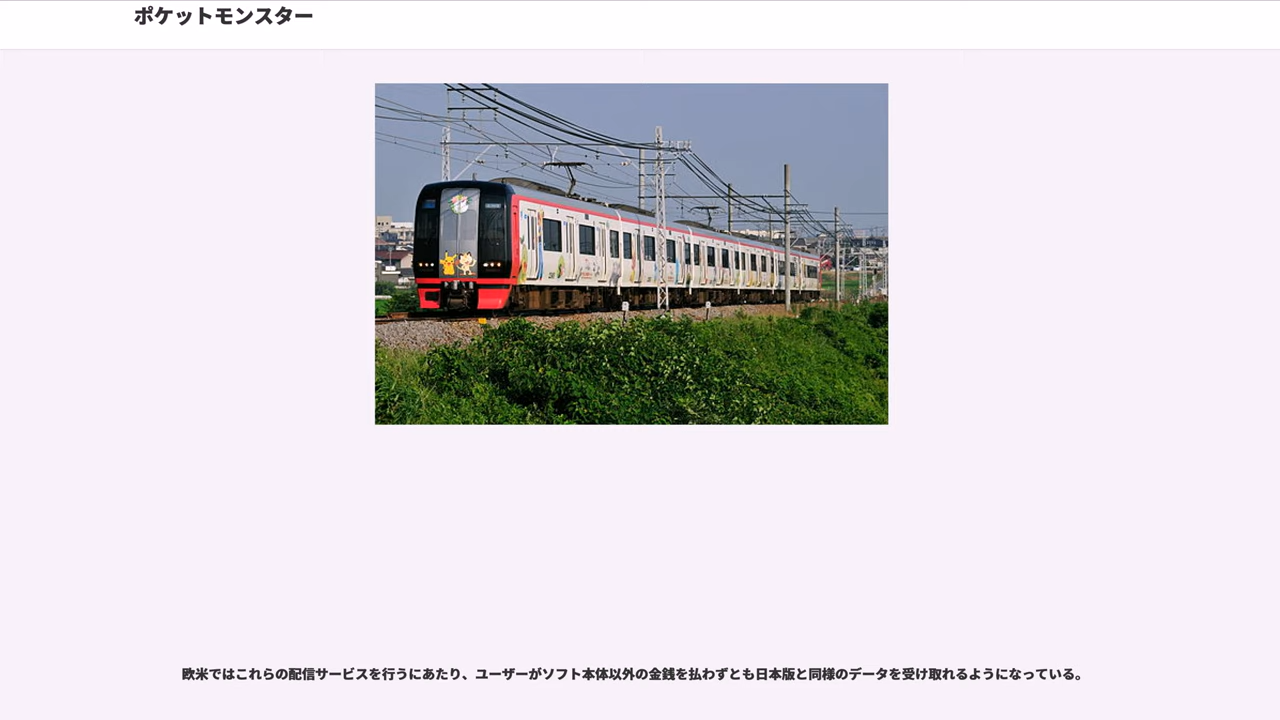 ポケットモンスター
欧米ではこれらの配信サービスを行うにあたり、ユーザーがソフト本体以外の金銭を払わずとも日本版と同様のデータを受け取れるようになっている。